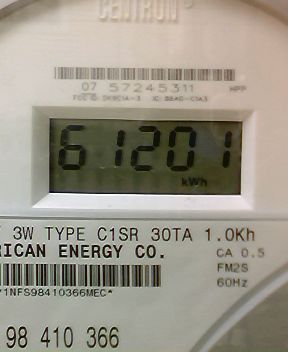 CENTRON®
07 57245311 MPP
61201
kWh
3W TYPE C1SR 30TA 1.0Kh
RICAN ENERGY CO.
CA 0.5
FM2S
60Hz
1NFS98410366MEC*
98 410 366